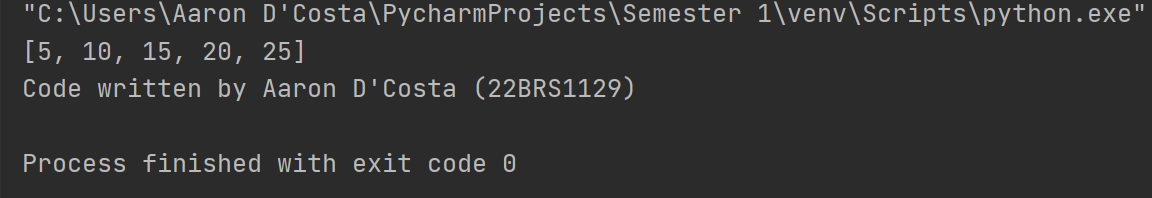 "C:\Users\Aaron D'Costa\PycharmProjects\Semester 1\venv\Scripts\python.exe"
[5, 10, 15, 20, 25]
Code written by Aaron D'Costa (22BRS1129)
Process finished with exit code 0